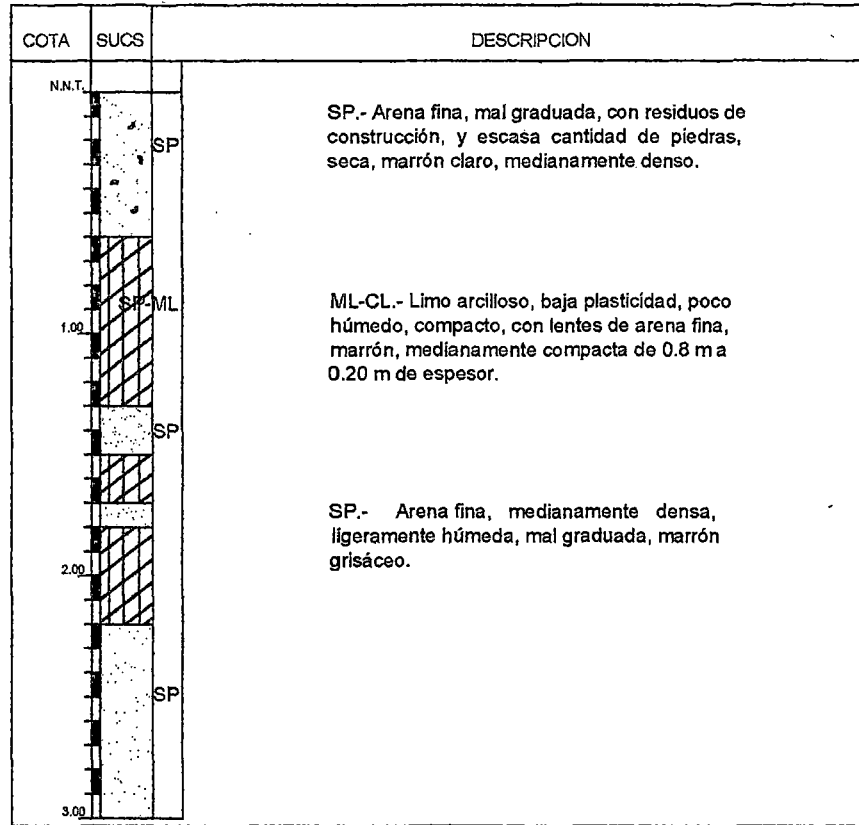 COTA SUCS DESCRIPCION
N.N.T.
SP
SP.- Arena fina, mal graduada, con residuos de
construcción, y escasa cantidad de piedras,
seca, marrón claro, medianamente denso.
SP-ML
1.00
ML-CL.- Limo arcilloso, baja plasticidad, poco
húmedo, compacto, con lentes de arena fina,
marrón, medianamente compacta de 0.8 m a
0.20 m de espesor.
SP
SP.- Arena fina, medianamente densa,
lígeramente húmeda, mal graduada, marrón
grisáceo.
2.00
SP
3.00